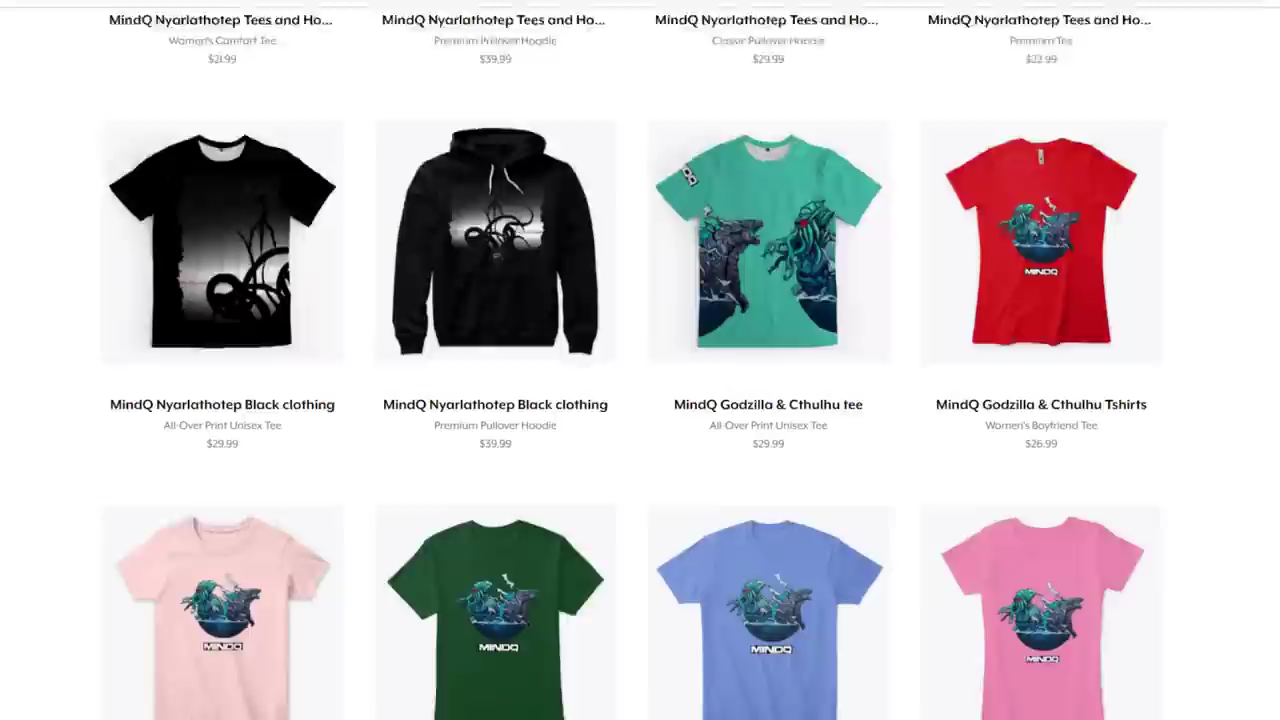 MindQ Nyarlathotep Tees and Ho...
MindQ Nyarlathotep Tees and Ho...
MindQ Nyarlathotep Tees and Ho...
MindQ Nyarlathotep Tees and Ho...
Women's Comfort Tee
Premium Pullover Hoodie
Classic Pullover Hoodie
Premium Tee
$21.99
$39.99
$29.99
$22.99
MINDQ
MindQ Nyarlathotep Black clothing
MindQ Nyarlathotep Black clothing
MindQ Godzilla & Cthulhu tee
MindQ Godzilla & Cthulhu Tshirts
All-Over Print Unisex Tee
Premium Pullover Hoodie
All-Over Print Unisex Tee
Women's Boyfriend Tee
$29.99
$39.99
$29.99
$26.99
MINDQ
MINDQ
MINDQ
MINDQ